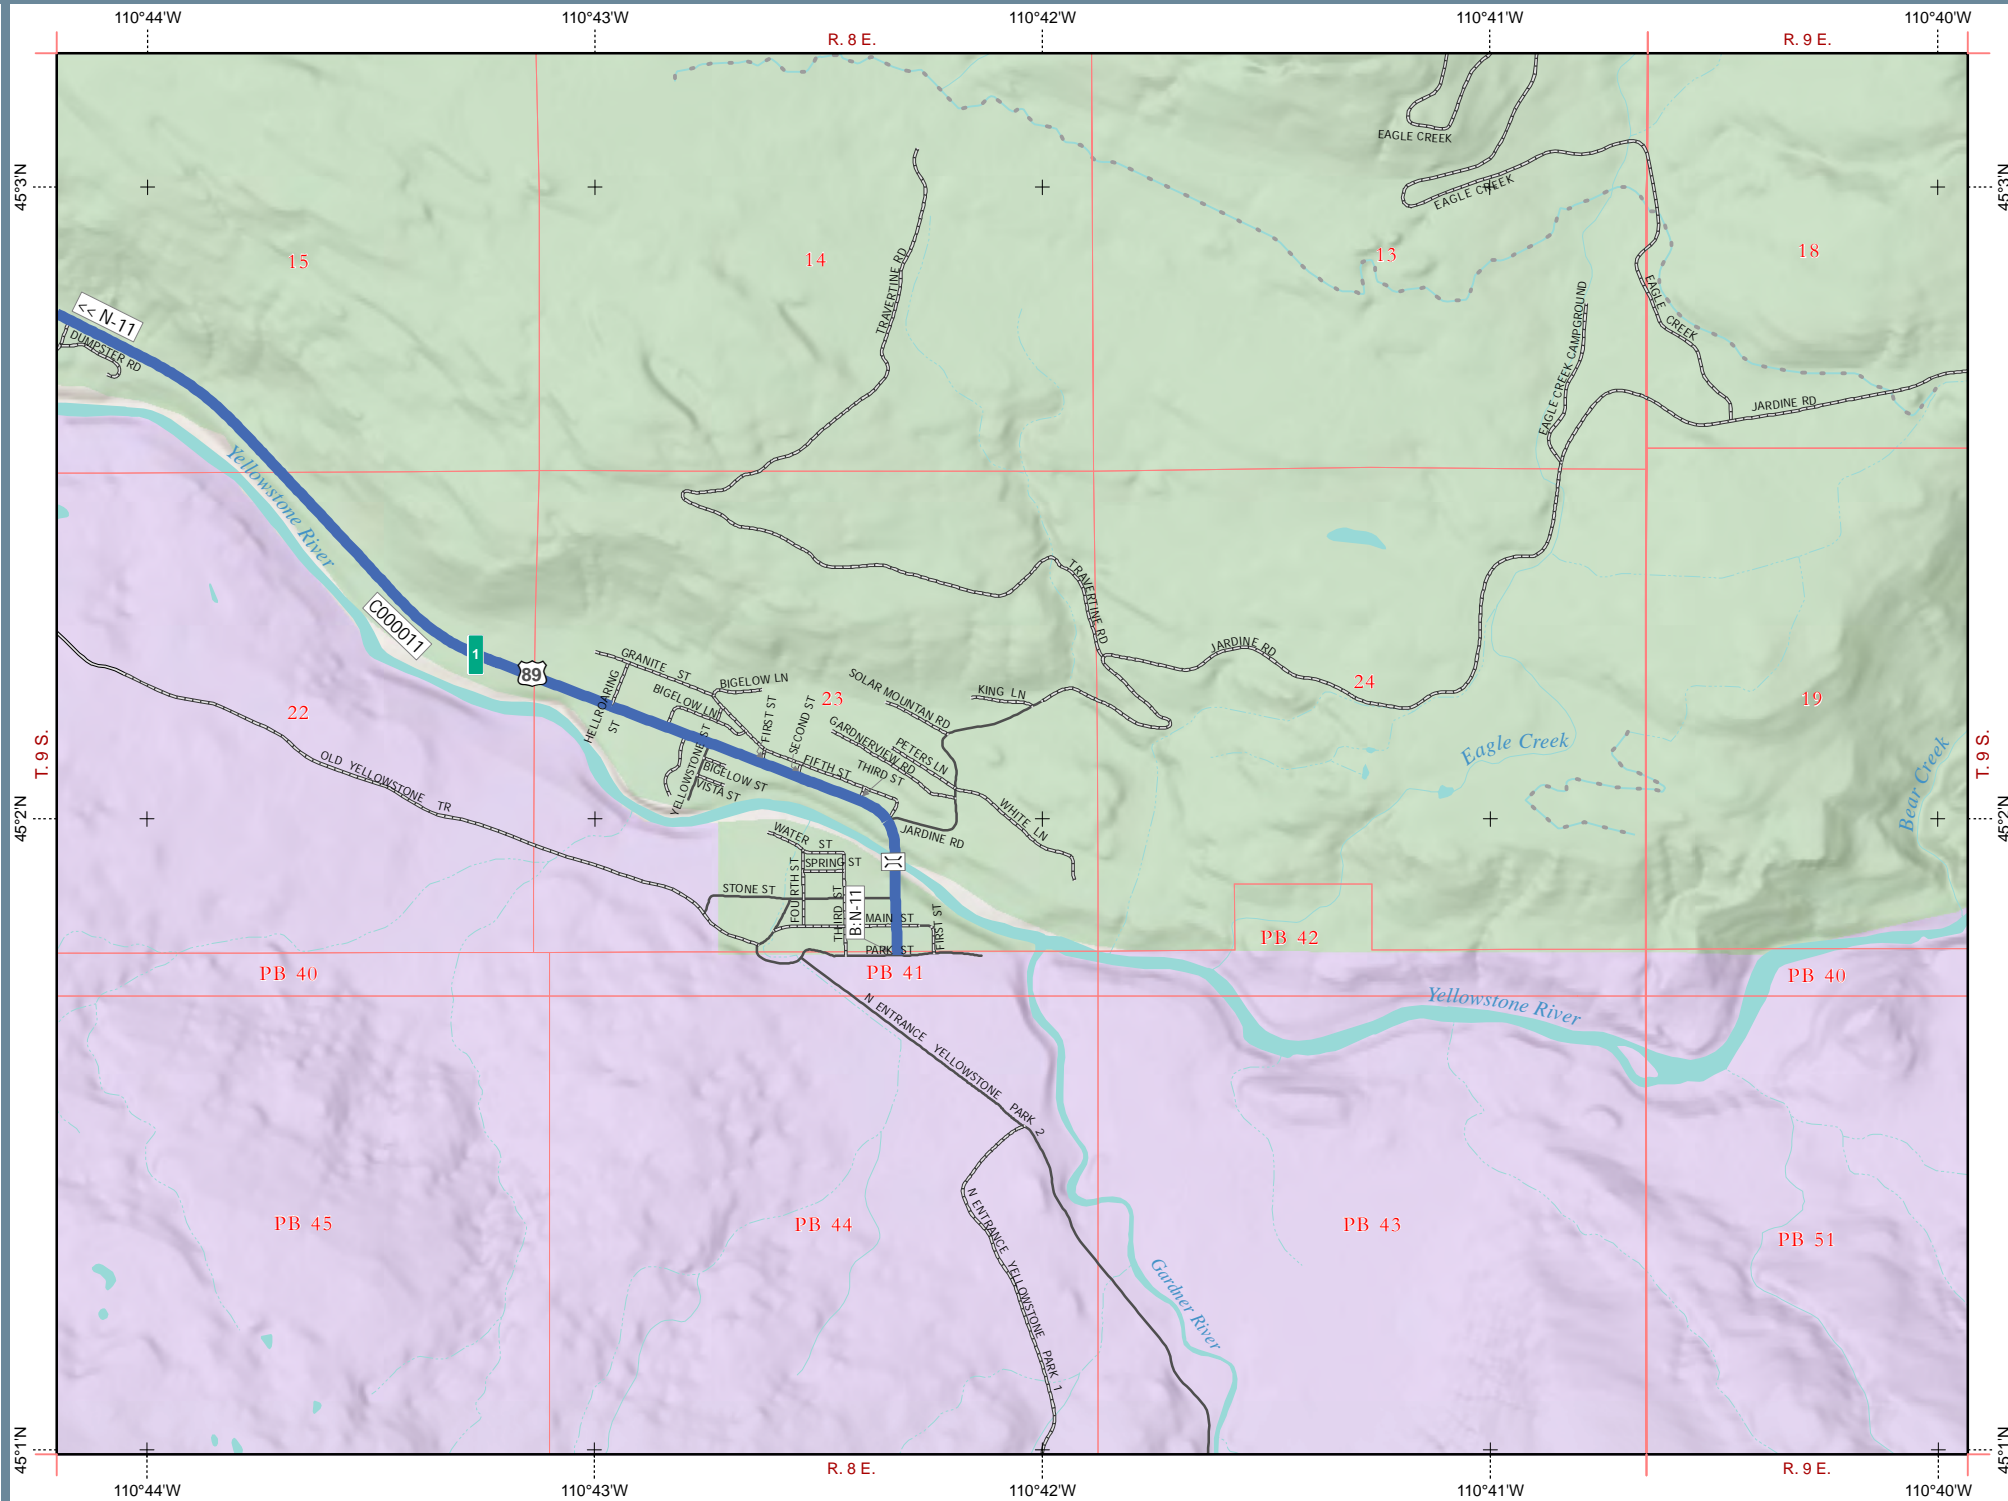 110°44'W
110°43'W
110°42'W
110°41'W
110°40'W
R. 8 E.
R. 9 E.
EAGLE CREEK
45°3'N
45°3'N
EAGLE CREEK
15
14
13
18
TRAVERTINE RD
EAGLE CREEK CAMPGROUND
EAGLE CREEK
<< N-11
DUMPSTER RD
JARDINE RD
Yellowstone River
TRAVERTINE RD
C000011
1
89
GRANITE ST
HELLROARING ST
BIGELOW LN
BIGELOW LN
FIRST ST
SECOND ST
23
SOLAR MOUNTAN RD
KING LN
JARDINE RD
24
22
19
GARDNERVIEW RD
PETERS LN
FIFTH ST
THIRD ST
YELLOWSTONE ST
BIGELOW ST
VISTA ST
WHITE LN
Eagle Creek
Bear Creek
T. 9 S.
T. 9 S.
OLD YELLOWSTONE TR
45°2'N
45°2'N
JARDINE RD
WATER ST
SPRING ST
STONE ST
FOURTH ST
THIRD ST
B:N-11
MAIN ST
FIRST ST
PARK ST
PB 42
PB 40
PB 41
PB 40
N ENTRANCE YELLOWSTONE PARK 2
Yellowstone River
N ENTRANCE YELLOWSTONE PARK 1
PB 45
PB 44
PB 43
PB 51
Gardner River
45°1'N
45°1'N
R. 8 E.
R. 9 E.
110°44'W
110°43'W
110°42'W
110°41'W
110°40'W